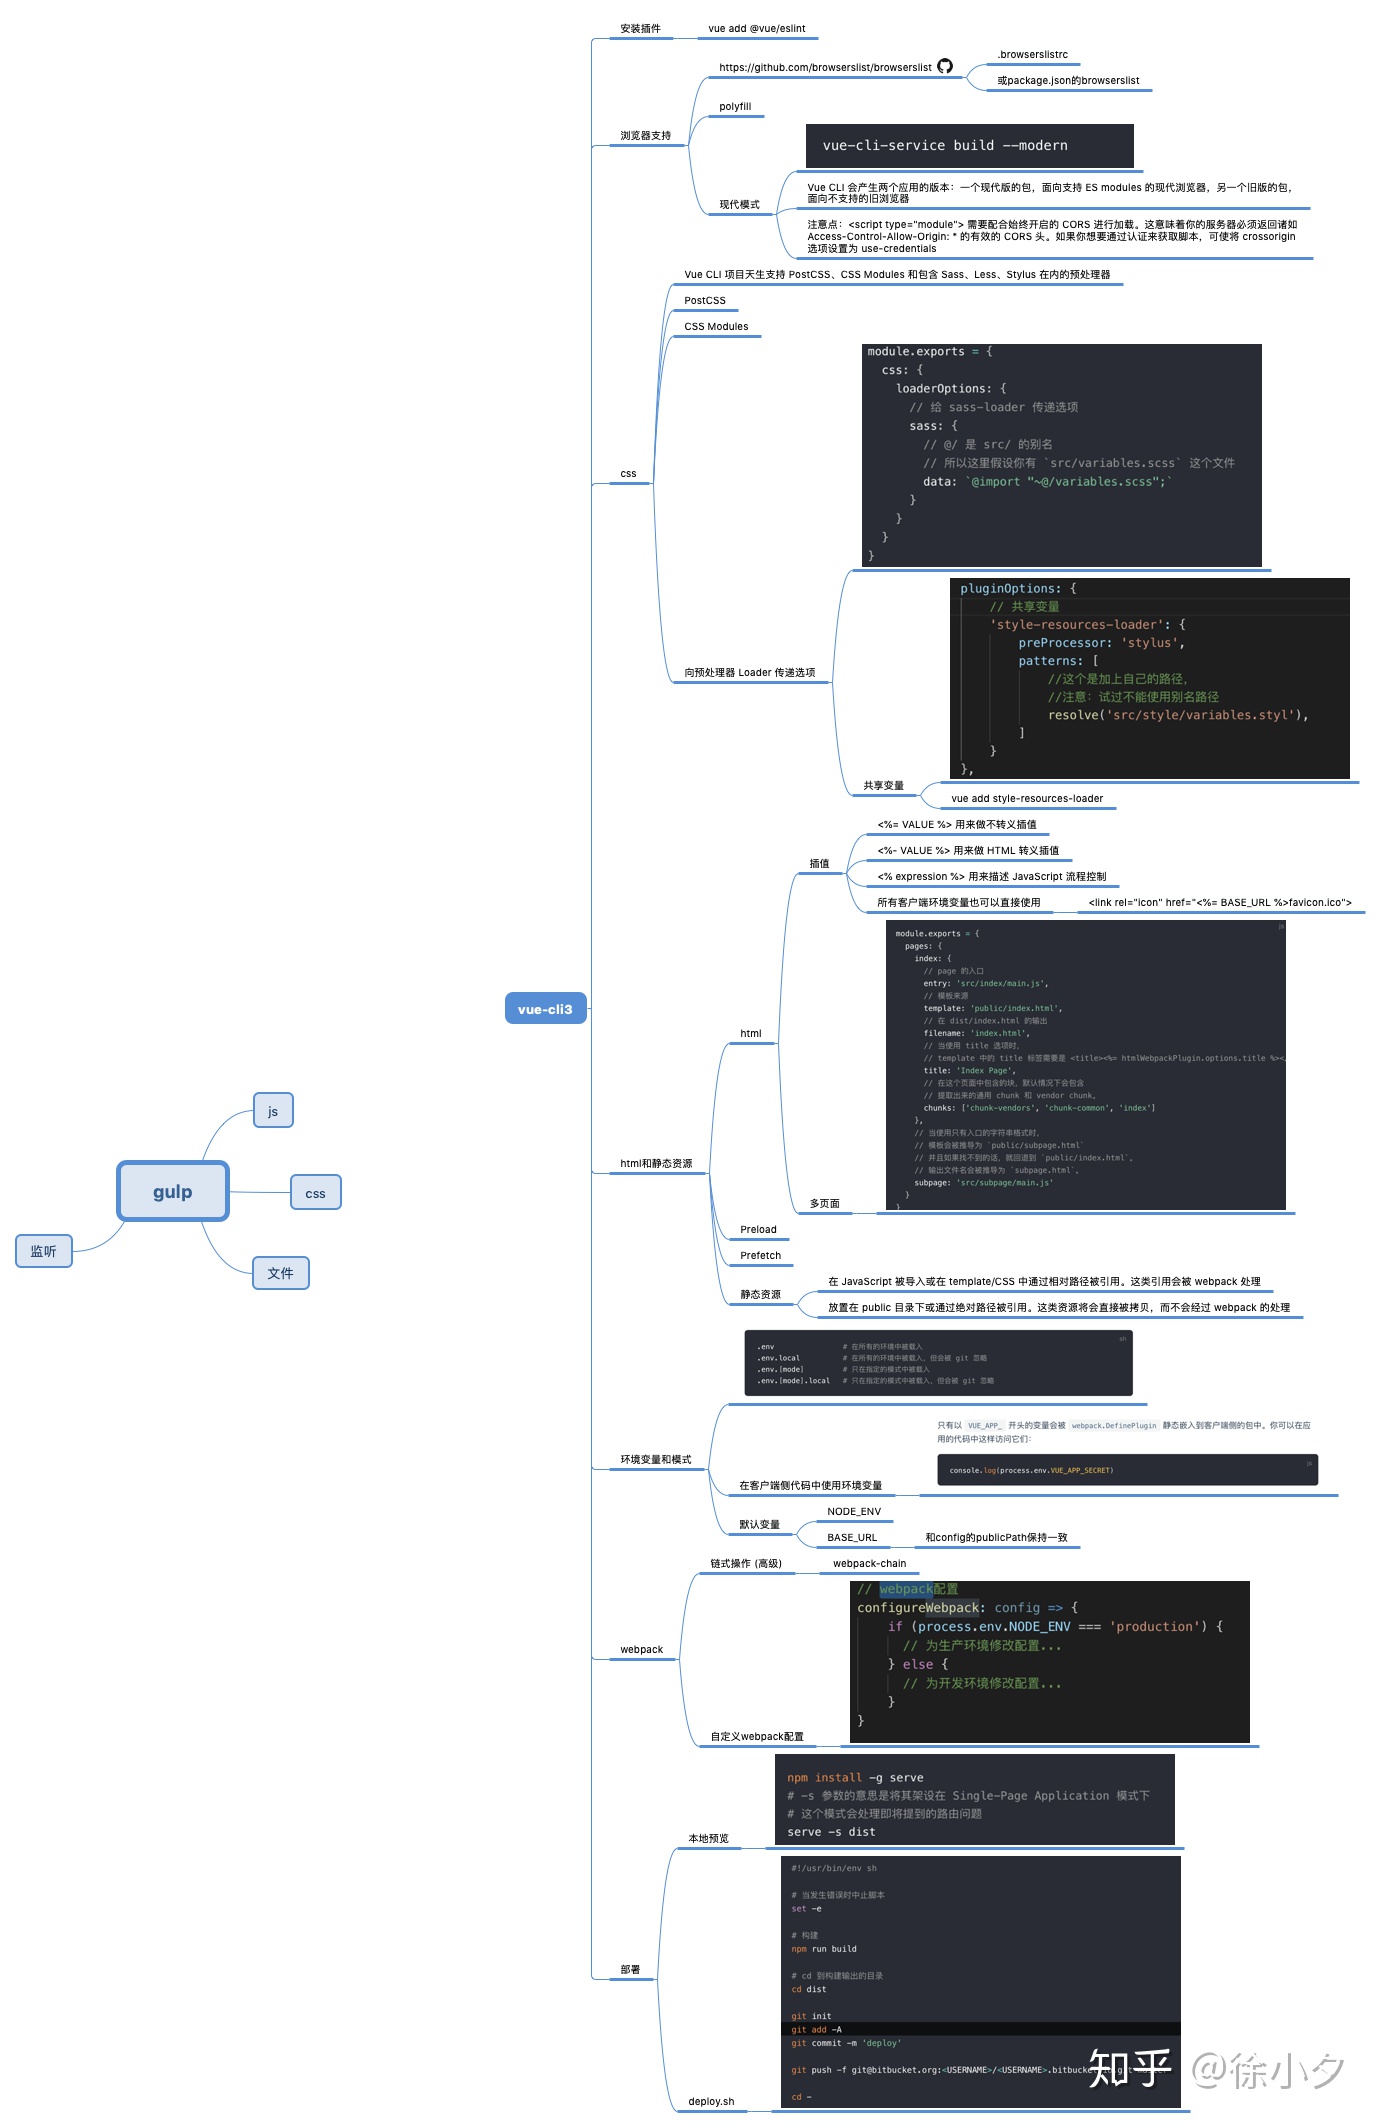 安装插件
vue add @vue/eslint
浏览器支持
https://github.com/browserslist/browserslist
.browserslistrc
或package.json的browserslist
polyfill
现代模式
vue-cli-service build --modern
Vue CLI 会产生两个应用的版本：一个现代版的包，面向支持 ES modules 的现代浏览器，另一个旧版的包，
面向不支持的旧浏览器
注意点：<script type="module"> 需要配合始终开启的 CORS 进行加载。这意味着你的服务器必须返回诸如
Access-Control-Allow-Origin: * 的有效的 CORS 头。如果你想要通过认证来获取脚本，可使将 crossorigin
选项设置为 use-credentials
css
Vue CLI 项目天生支持 PostCSS、CSS Modules 和包含 Sass、Less、Stylus 在内的预处理器
PostCSS
CSS Modules
向预处理器 Loader 传递选项
module.exports = {
css: {
loaderOptions: {
// 给 sass-loader 传递选项
sass: {
// @/ 是 src/ 的别名
// 所以这里假设你有 `src/variables.scss` 这个文件
data: `@import "~@/variables.scss";`
}
}
}
}
共享变量
pluginOptions: {
// 共享变量
'style-resources-loader': {
preProcessor: 'stylus',
patterns: [
//这个是加上自己的路径,
//注意: 试过不能使用别名路径
resolve('src/style/variables.styl'),
]
}
},
vue add style-resources-loader
vue-cli3
html和静态资源
html
插值
<%= VALUE %> 用来做不转义插值
<%- VALUE %> 用来做 HTML 转义插值
<% expression %> 用来描述 JavaScript 流程控制
所有客户端环境变量也可以直接使用
<link rel="icon" href="<%= BASE_URL %>favicon.ico">
多页面
js
module.exports = {
pages: {
index: {
// page 的入口
entry: 'src/index/main.js',
// 模板来源
template: 'public/index.html',
// 在 dist/index.html 的输出
filename: 'index.html',
// 当使用 title 选项时，
// template 中的 title 标签需要是 <title><%= htmlWebpackPlugin.options.title %><
title: 'Index Page',
// 在这个页面中包含的块，默认情况下会包含
// 提取出来的通用 chunk 和 vendor chunk。
chunks: ['chunk-vendors', 'chunk-common', 'index']
},
// 当使用只有入口的字符串格式时，
// 模板会被推导为 `public/subpage.html`
// 并且如果找不到的话，就回退到 `public/index.html`。
// 输出文件名会被推导为 `subpage.html`。
subpage: 'src/subpage/main.js'
}
}
Preload
Prefetch
静态资源
在 JavaScript 被导入或在 template/CSS 中通过相对路径被引用。这类引用会被 webpack 处理
放置在 public 目录下或通过绝对路径被引用。这类资源将会直接被拷贝，而不会经过 webpack 的处理
gulp
js
css
文件
监听
环境变量和模式
sh
.env # 在所有的环境中被载入
.env.local # 在所有的环境中被载入，但会被 git 忽略
.env.[mode] # 只在指定的模式中被载入
.env.[mode].local # 只在指定的模式中被载入，但会被 git 忽略
在客户端侧代码中使用环境变量
只有以 VUE_APP_ 开头的变量会被 webpack.DefinePlugin 静态嵌入到客户端侧的包中。你可以在应
用的代码中这样访问它们：
js
console.log(process.env.VUE_APP_SECRET)
默认变量
NODE_ENV
BASE_URL
和config的publicPath保持一致
webpack
链式操作 (高级)
webpack-chain
自定义webpack配置
// webpack配置
configureWebpack: config => {
if (process.env.NODE_ENV === 'production') {
// 为生产环境修改配置...
} else {
// 为开发环境修改配置...
}
}
部署
本地预览
npm install -g serve
# -s 参数的意思是将其架设在 Single-Page Application 模式下
# 这个模式会处理即将提到的路由问题
serve -s dist
deploy.sh
#!/usr/bin/env sh
# 当发生错误时中止脚本
set -e
# 构建
npm run build
# cd 到构建输出的目录
cd dist
git init
git add -A
git commit -m 'deploy'
git push -f git@bitbucket.org:<USERNAME>/<USERNAME>.bitbucket
cd -
知乎 @徐小夕